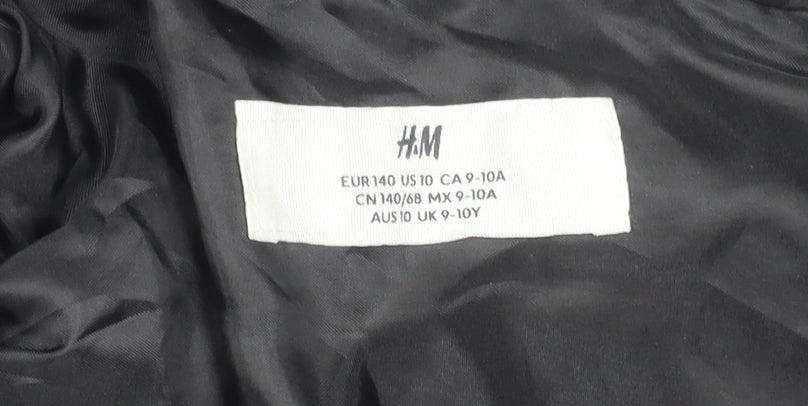 H&M
EUR 140 US 10 CA 9-10A
CN 140/68 MX 9-10A
AUS 10 UK 9-10Y